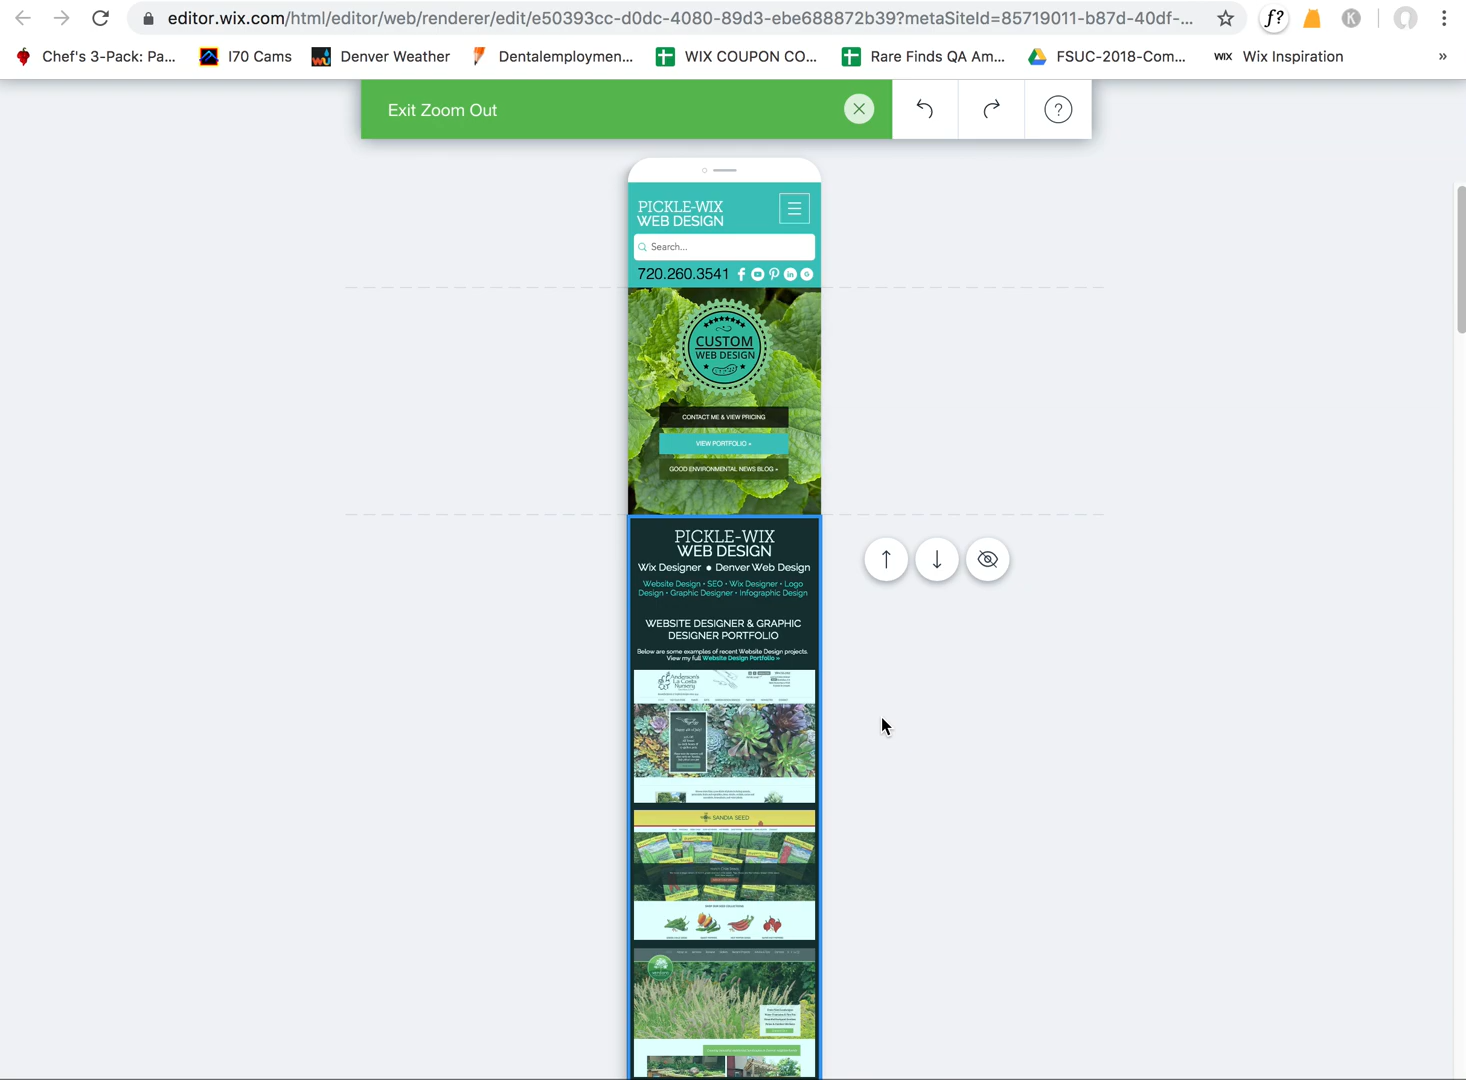 editor.wix.com/html/editor/web/renderer/edit/e50393cc-d0dc-4080-89d3-ebe688872b39?metaSiteId=85719011-b87d-40df-...
f?
K
Chef's 3-Pack: Pa...
I70 Cams
Denver Weather
Dentalemploymen...
WIX COUPON CO...
Rare Finds QA Am...
FSUC-2018-Com...
WIX
Wix Inspiration
»
Exit Zoom Out
?
PICKLE-WIX
WEB DESIGN
Search...
720.260.3541
CUSTOM
WEB DESIGN
CONTACT ME & VIEW PRICING
VIEW PORTFOLIO »
GOOD ENVIRONMENTAL NEWS BLOG »
PICKLE-WIX
WEB DESIGN
Wix Designer ● Denver Web Design
Website Design • SEO • Wix Designer • Logo
Design • Graphic Designer • Infographic Design
WEBSITE DESIGNER & GRAPHIC
DESIGNER PORTFOLIO
Below are some examples of recent Website Design projects.
View my full Website Design Portfolio »
Anderson's
La Costa
Nursery
SANDIA SEED